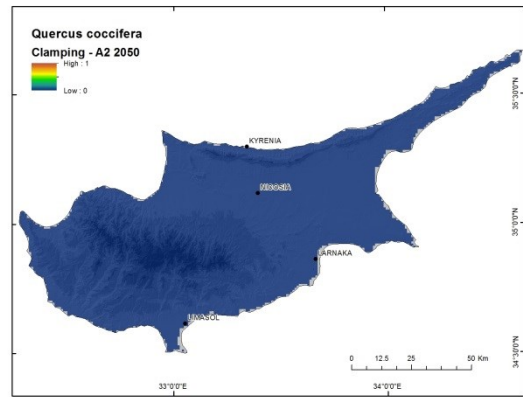 Quercus coccifera
Clamping - A2 2050
High : 1
Low : 0
KYRENIA
NICOSIA
LARNAKA
LIMASOL
35°30'0"N
35°0'0"N
34°30'0"N
0 12.5 25 50 Km
33°0'0"E
34°0'0"E